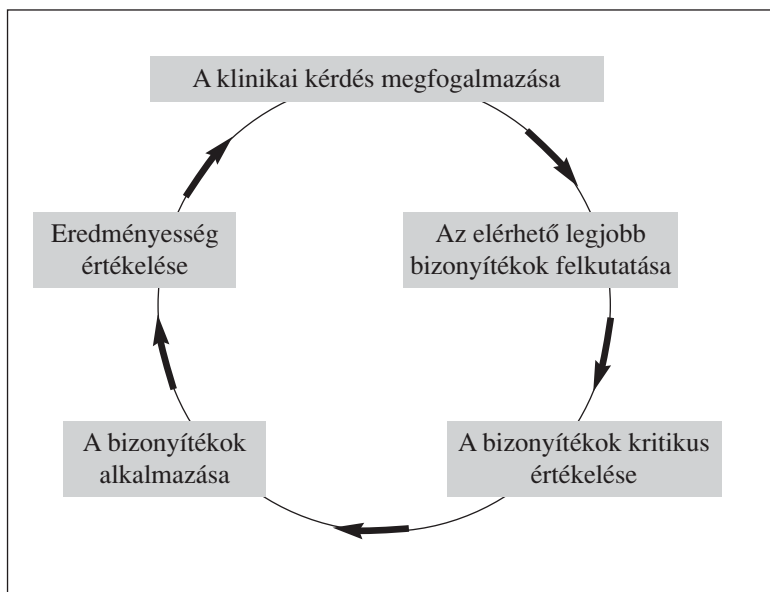 A klinikai kérdés megfogalmazása
Az elérhető legjobb
bizonyítékok felkutatása
A bizonyítékok kritikus
értékelése
A bizonyítékok
alkalmazása
Eredményesség
értékelése